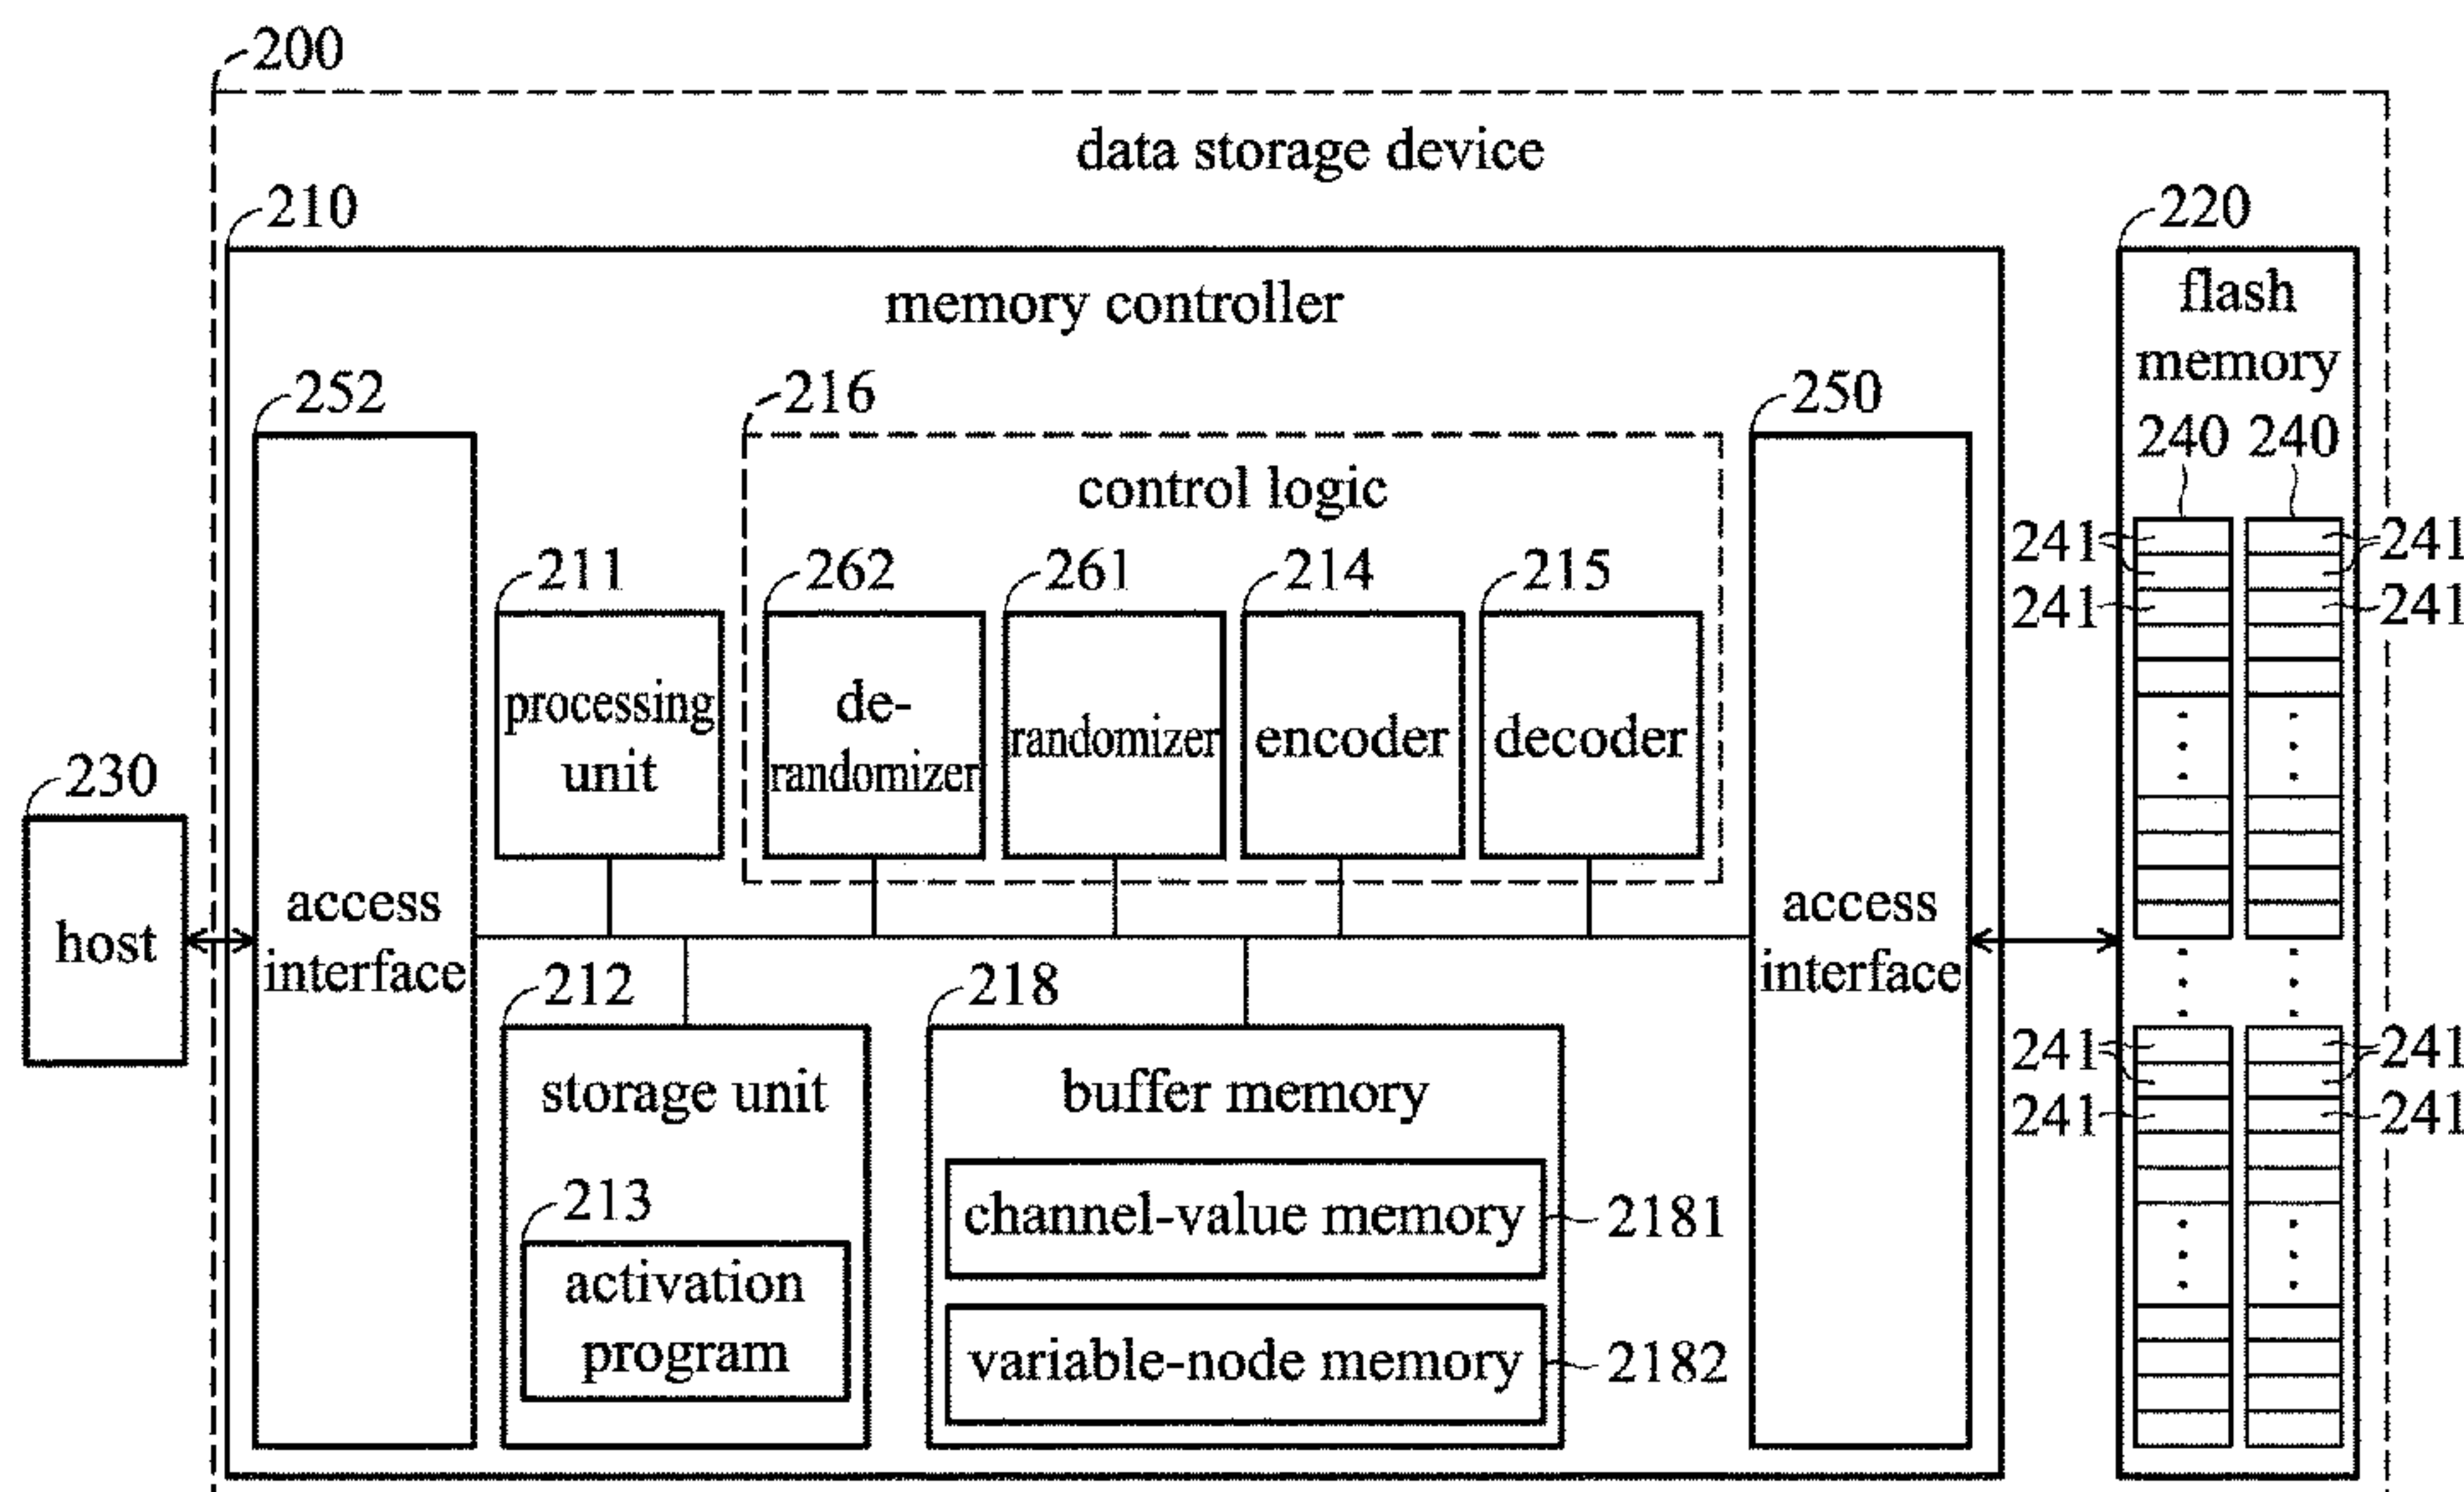 200
data storage device
210
220
memory controller
flash
memory
252
216
250
240 240
control logic
211
262
261
214
215
241
241
241
241
processing
unit
de-
randomizer
randomizer
encoder
decoder
230
host
access
interface
access
interface
212
218
241
241
241
241
storage unit
buffer memory
213
channel-value memory
2181
activation
program
variable-node memory
2182